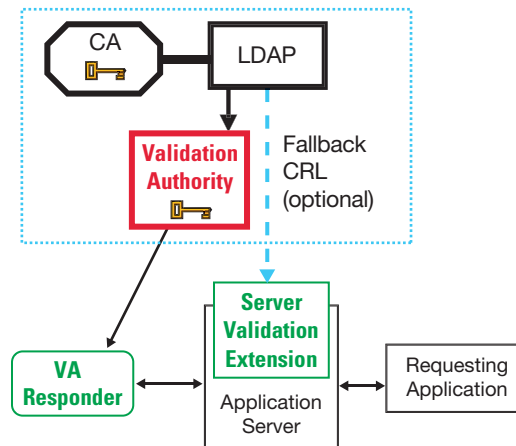 CA
LDAP
Validation
Authority
Fallback
CRL
(optional)
Server
Validation
Extension
VA
Responder
Application
Server
Requesting
Application